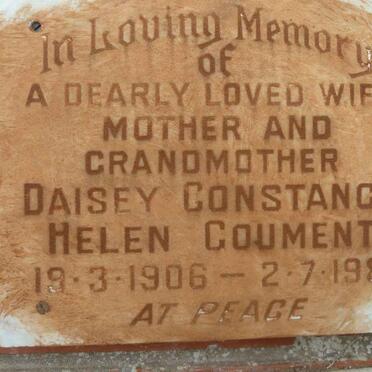 In Loving Memory
OF
A DEARLY LOVED WIF
MOTHER AND
GRANDMOTHER
DAISEY CONSTANC
HELEN COUMENT
19·3·1906 – 2·7·19
AT PEACE